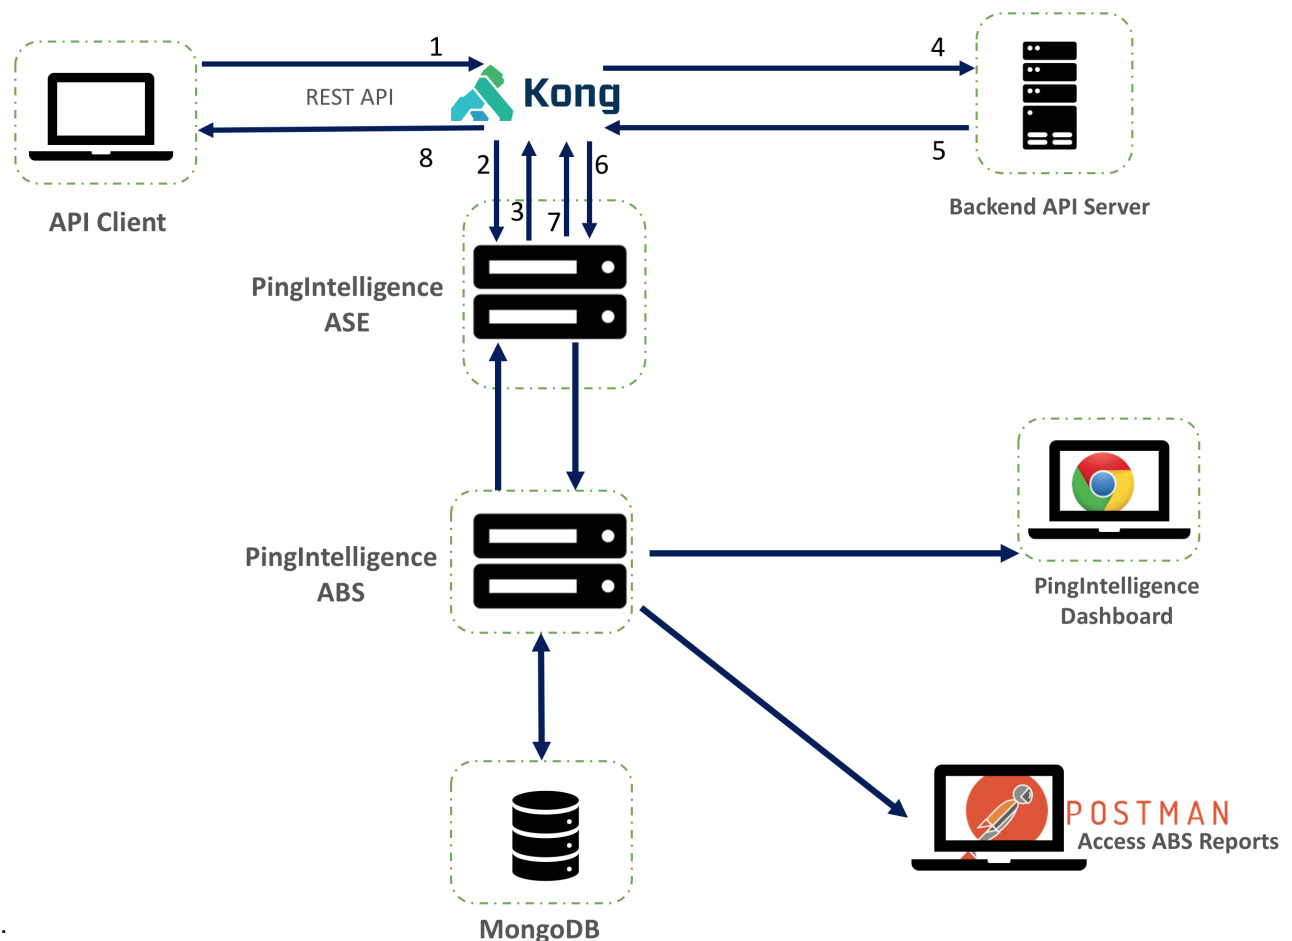 1
4
Kong
REST API
8
2
3
7
6
5
API Client
Backend API Server
PingIntelligence
ASE
PingIntelligence
ABS
PingIntelligence
Dashboard
POSTMAN
Access ABS Reports
MongoDB
.